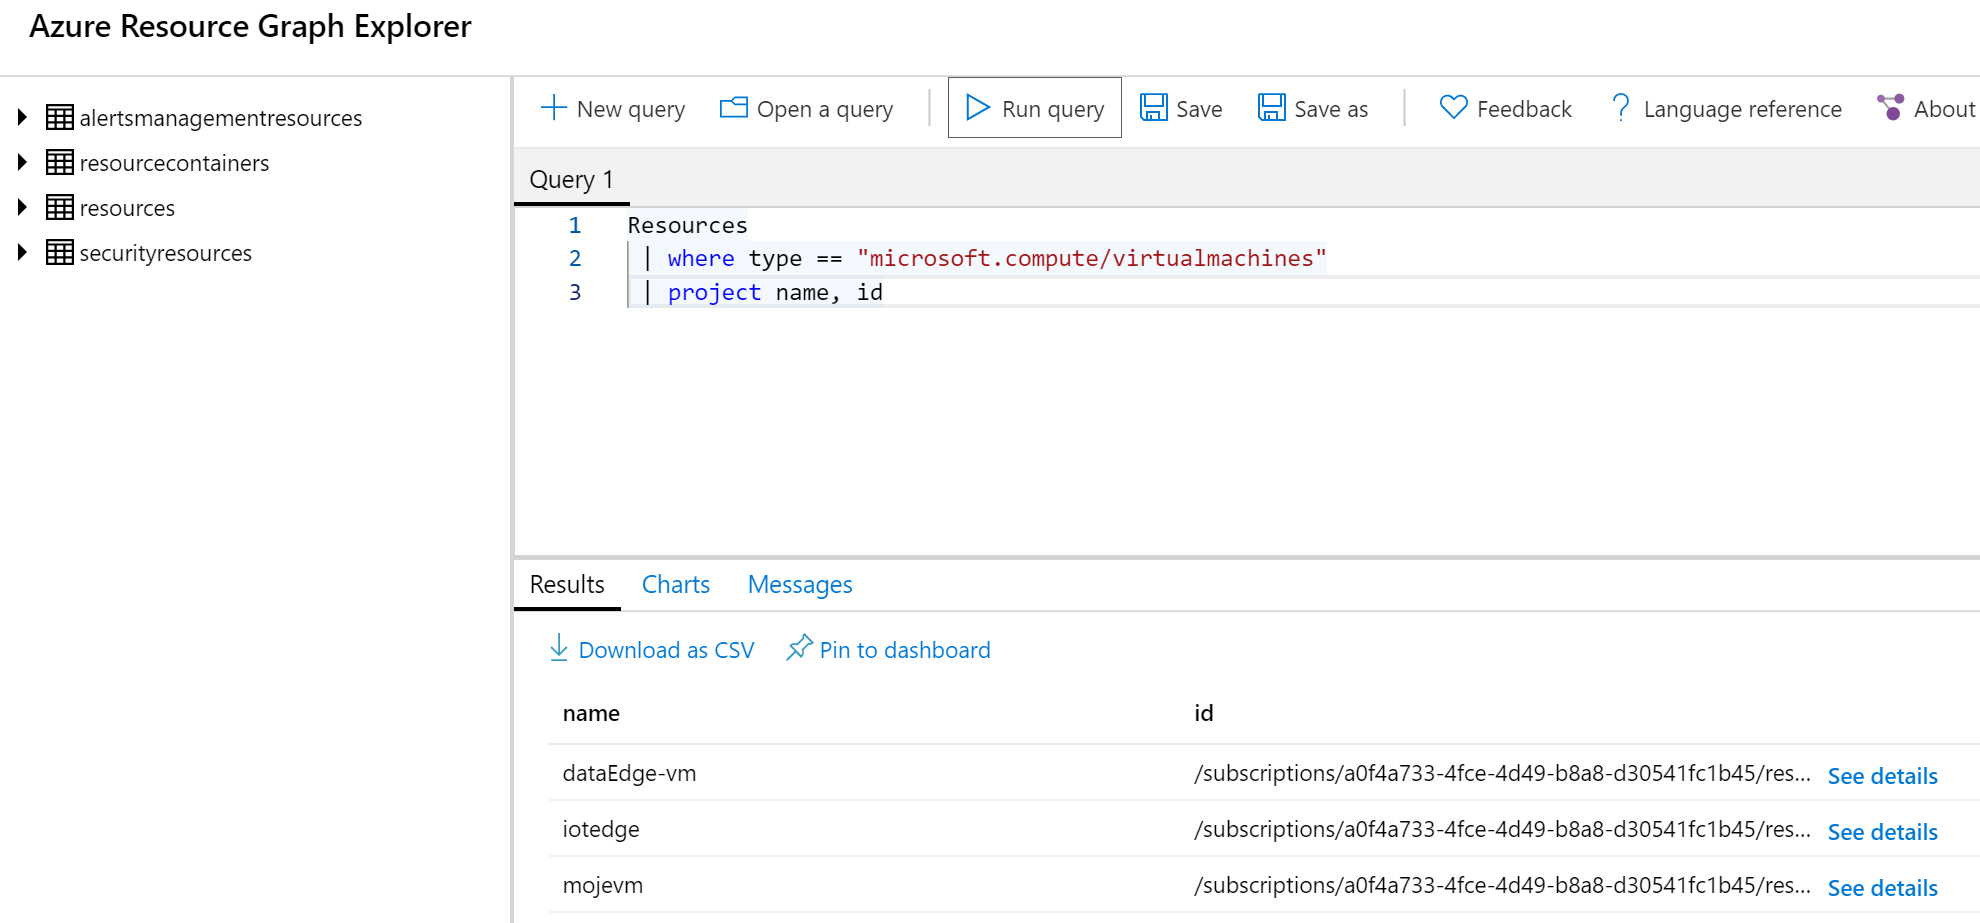 Azure Resource Graph Explorer
alertsmanagementresources
resourcecontainers
resources
securityresources
New query Open a query Run query Save Save as Feedback Language reference About
Query 1
1 Resources
2 | where type == "microsoft.compute/virtualmachines"
3 | project name, id
Results Charts Messages
Download as CSV Pin to dashboard
name id
dataEdge-vm /subscriptions/a0f4a733-4fce-4d49-b8a8-d30541fc1b45/res... See details
iotedge /subscriptions/a0f4a733-4fce-4d49-b8a8-d30541fc1b45/res... See details
mojevm /subscriptions/a0f4a733-4fce-4d49-b8a8-d30541fc1b45/res... See details